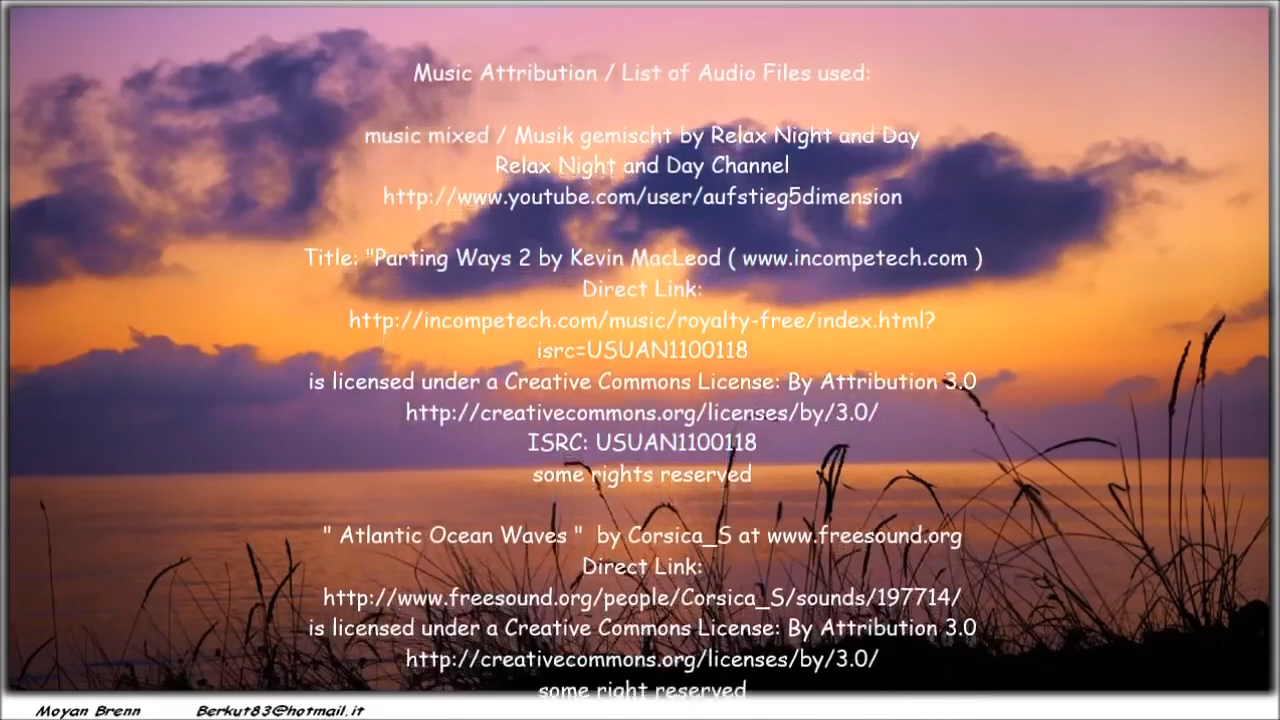 Music Attribution / List of Audio Files used:
music mixed / Musik gemischt by Relax Night and Day
Relax Night and Day Channel
http://www.youtube.com/user/aufstieg5dimension
Title: "Parting Ways 2 by Kevin MacLeod ( www.incompetech.com )
Direct Link:
http://incompetech.com/music/royalty-free/index.html?
isrc=USUAN1100118
is licensed under a Creative Commons License: By Attribution 3.0
http://creativecommons.org/licenses/by/3.0/
ISRC: USUAN1100118
some rights reserved
" Atlantic Ocean Waves "  by Corsica_S at www.freesound.org
Direct Link:
http://www.freesound.org/people/Corsica_S/sounds/197714/
is licensed under a Creative Commons License: By Attribution 3.0
http://creativecommons.org/licenses/by/3.0/
some right reserved
Moyan Brenn Berkut83@hotmail.it